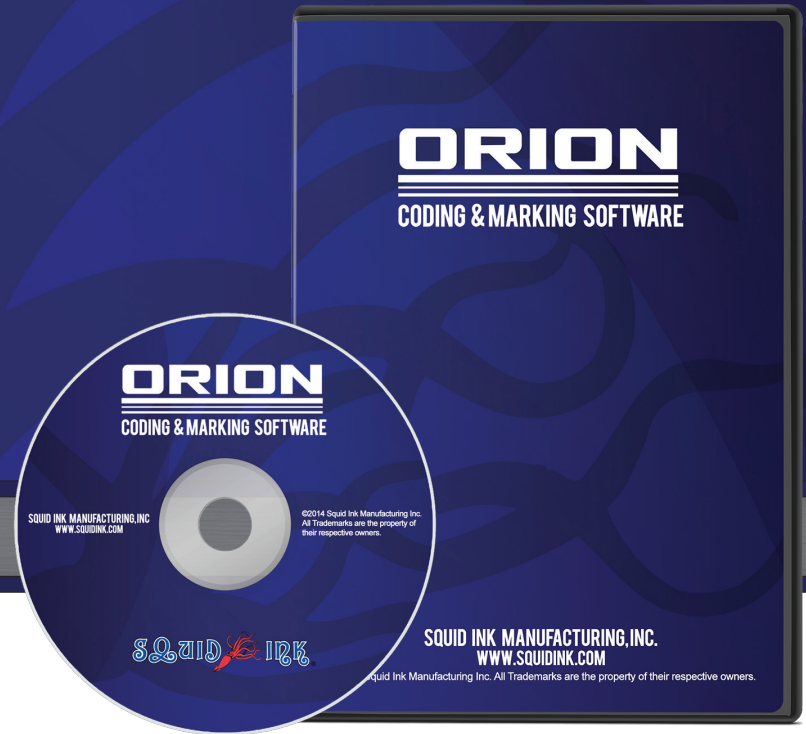 ORION
CODING & MARKING SOFTWARE
ORION
CODING & MARKING SOFTWARE
SQUID INK MANUFACTURING,INC
WWW.SQUIDINK.COM
©2014 Squid Ink Manufacturing Inc.
All Trademarks are the property of
their respective owners.
SQUID INK
SQUID INK MANUFACTURING,INC.
WWW.SQUIDINK.COM
Ink Manufacturing Inc. All Trademarks are the property of their respective owners.